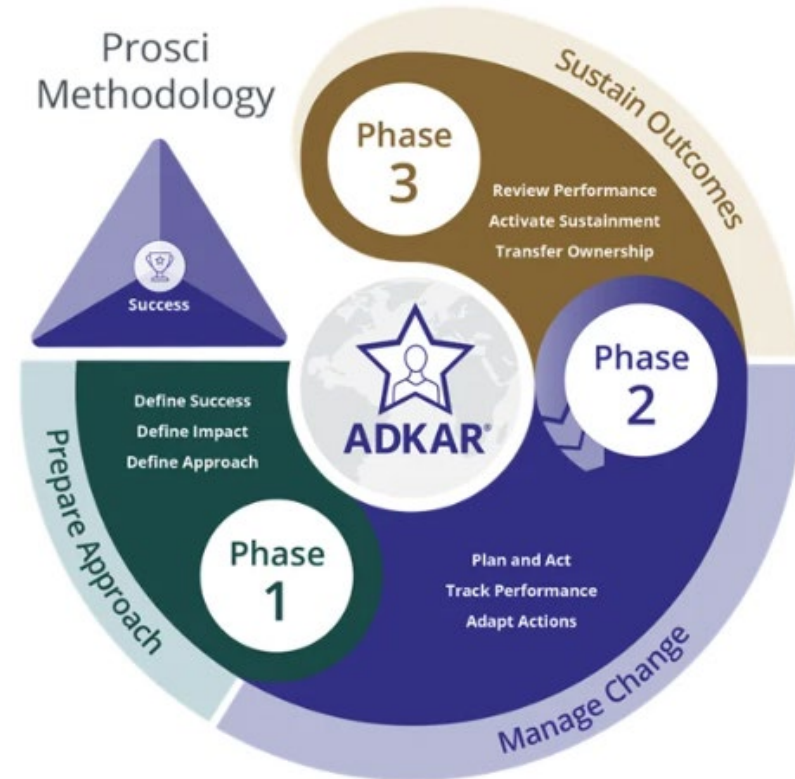 Prosci
Methodology
Success
Prepare Approach
Define Success
Define Impact
Define Approach
Phase
1
ADKAR®
Manage Change
Phase
2
Plan and Act
Track Performance
Adapt Actions
Sustain Outcomes
Phase
3
Review Performance
Activate Sustainment
Transfer Ownership